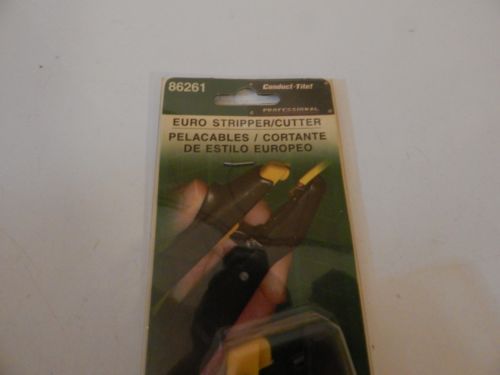 86261
Conduct-Tite!
PROFESSIONAL
EURO STRIPPER/CUTTER
PELACABLES / CORTANTE
DE ESTILO EUROPEO